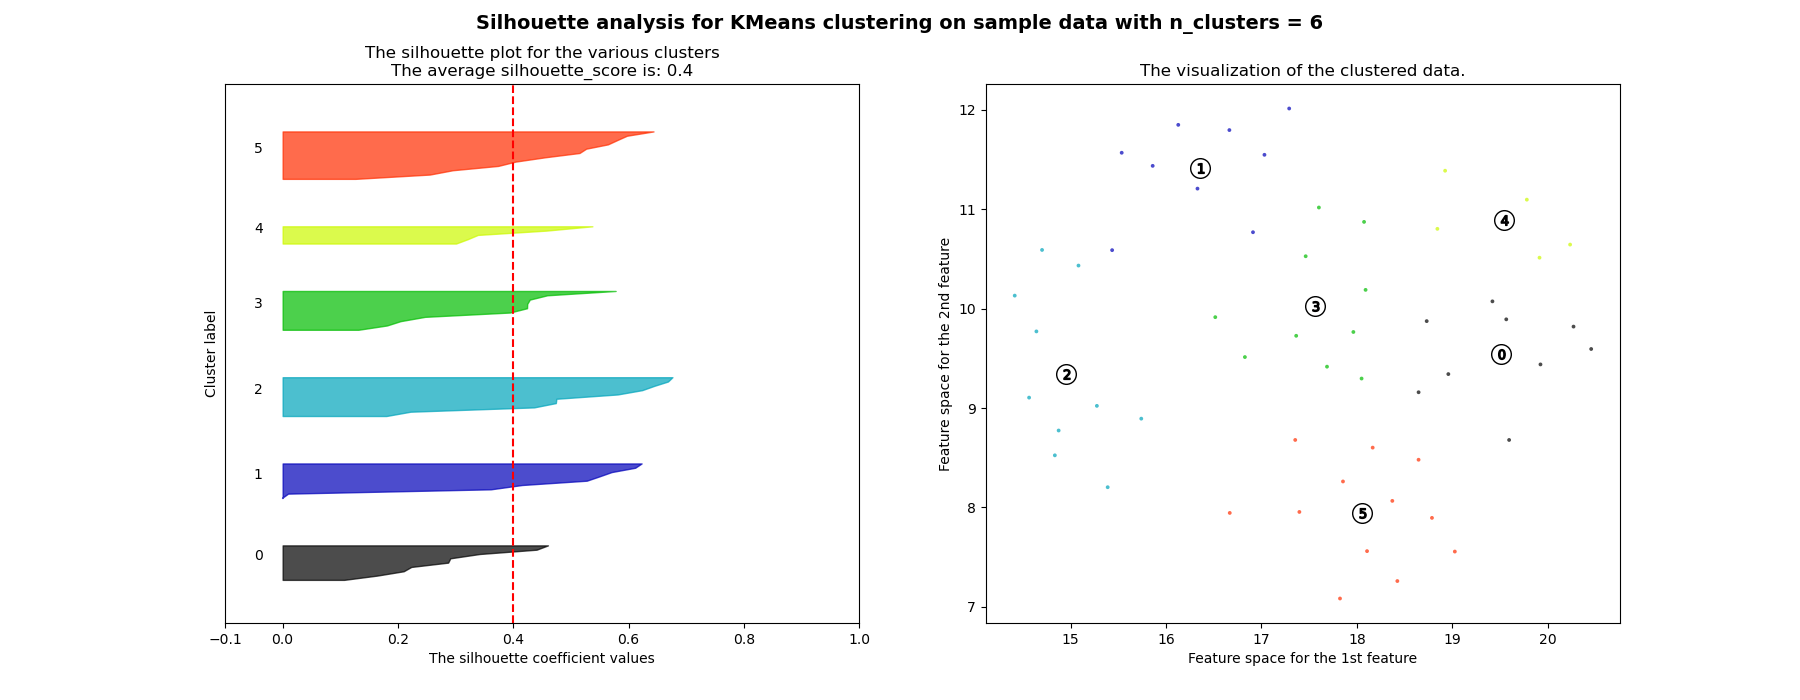 Silhouette analysis for KMeans clustering on sample data with n_clusters = 6
The silhouette plot for the various clusters
The average silhouette_score is: 0.4
5
4
3
2
1
0
Cluster label
−0.1 0.0 0.2 0.4 0.6 0.8 1.0
The silhouette coefficient values
The visualization of the clustered data.
12
11
10
9
8
7
Feature space for the 2nd feature
1
4
3
0
2
5
15 16 17 18 19 20
Feature space for the 1st feature